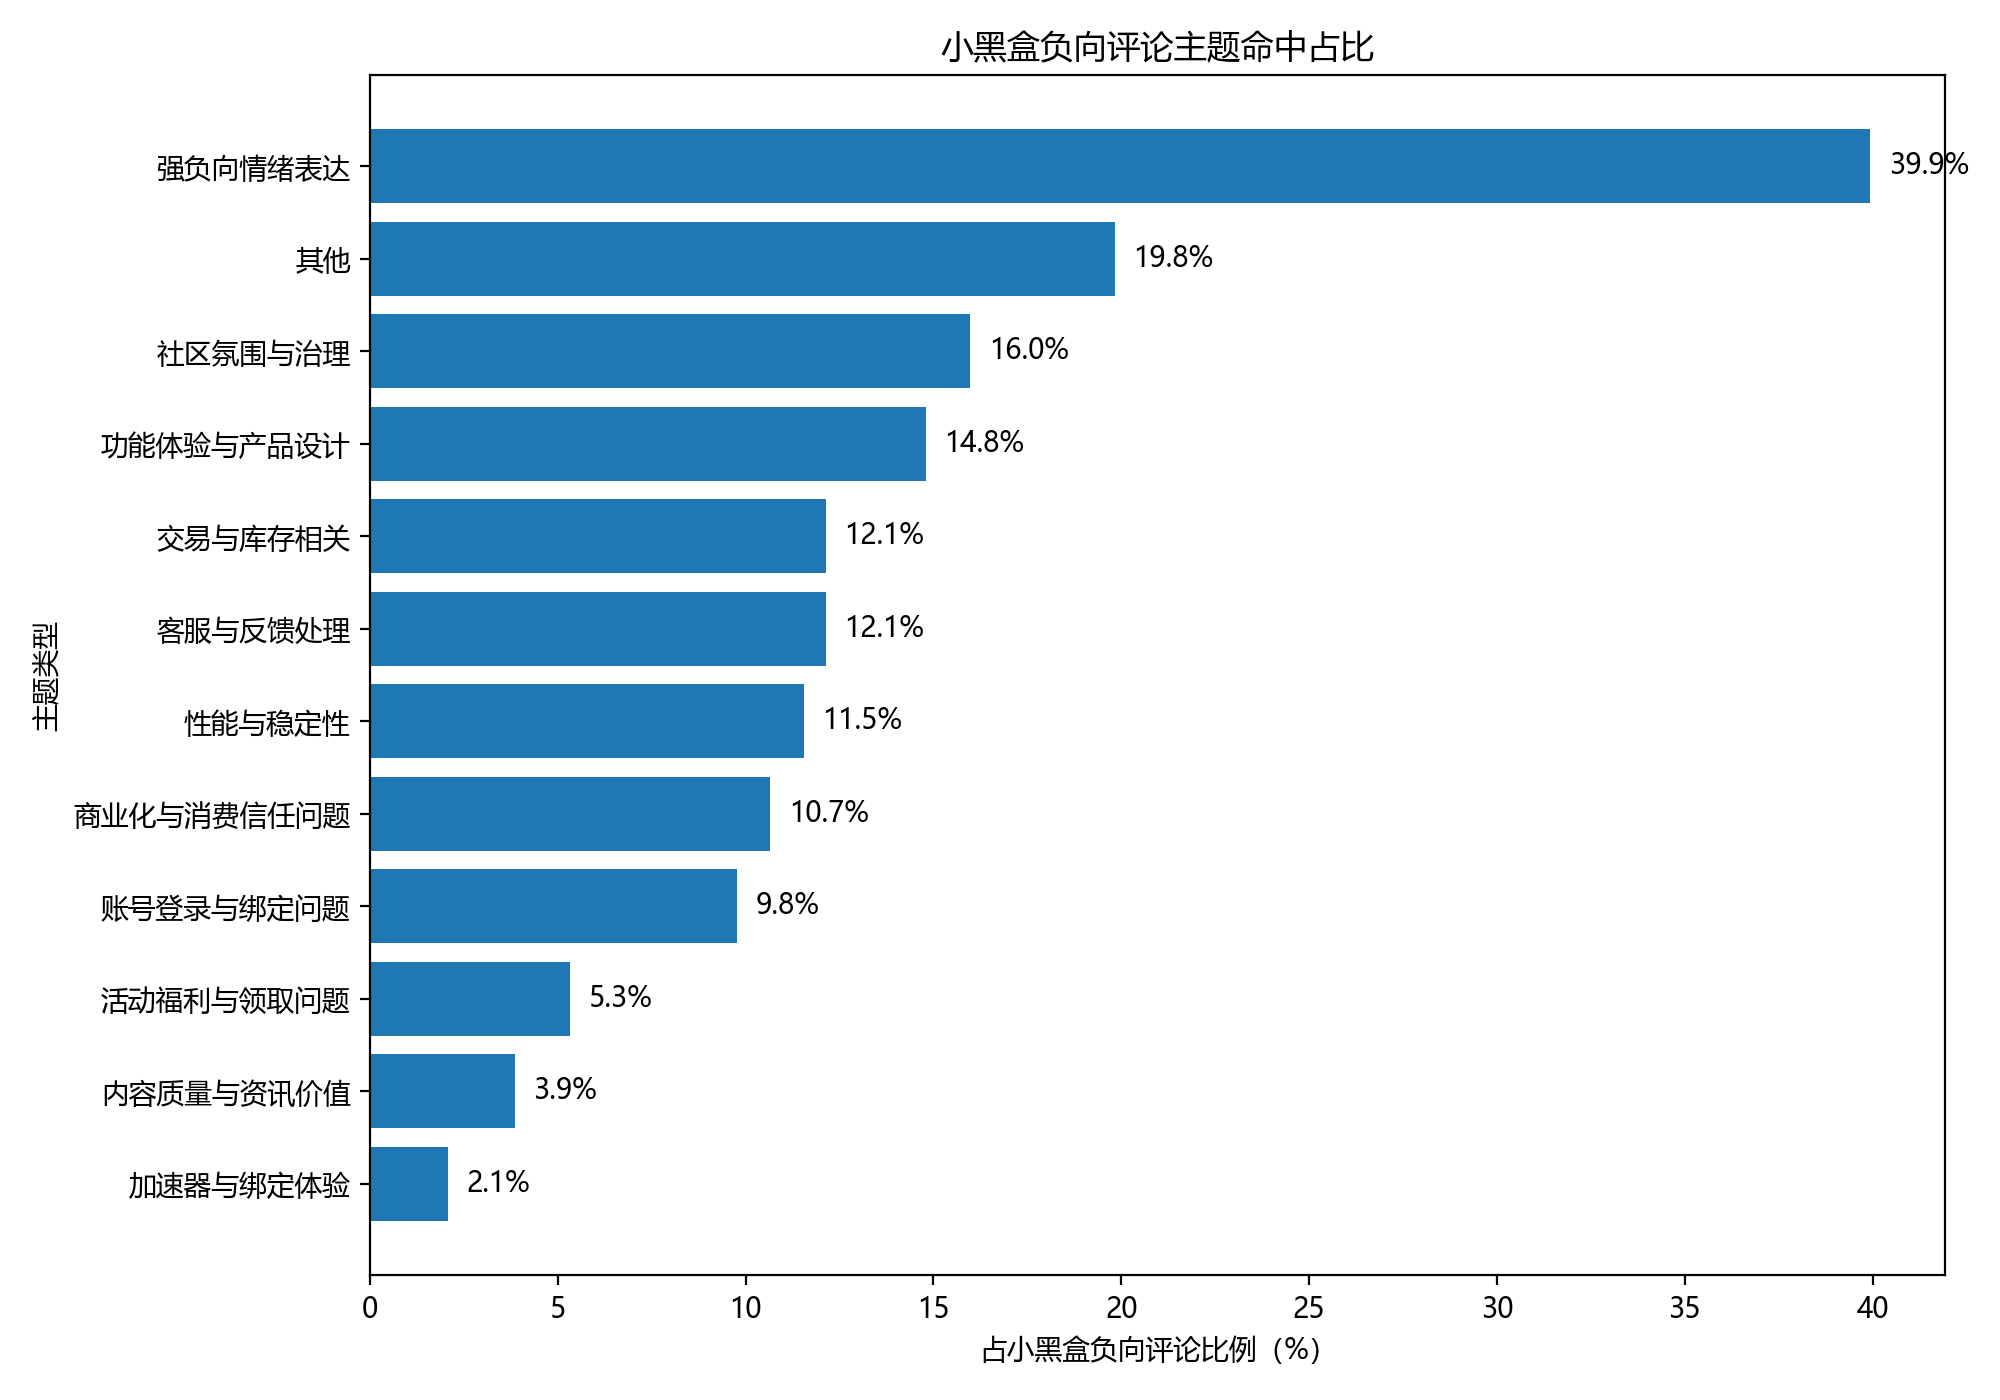 小黑盒负向评论主题命中占比
主题类型
强负向情绪表达
39.9%
其他
19.8%
社区氛围与治理
16.0%
功能体验与产品设计
14.8%
交易与库存相关
12.1%
客服与反馈处理
12.1%
性能与稳定性
11.5%
商业化与消费信任问题
10.7%
账号登录与绑定问题
9.8%
活动福利与领取问题
5.3%
内容质量与资讯价值
3.9%
加速器与绑定体验
2.1%
0 5 10 15 20 25 30 35 40
占小黑盒负向评论比例（%）